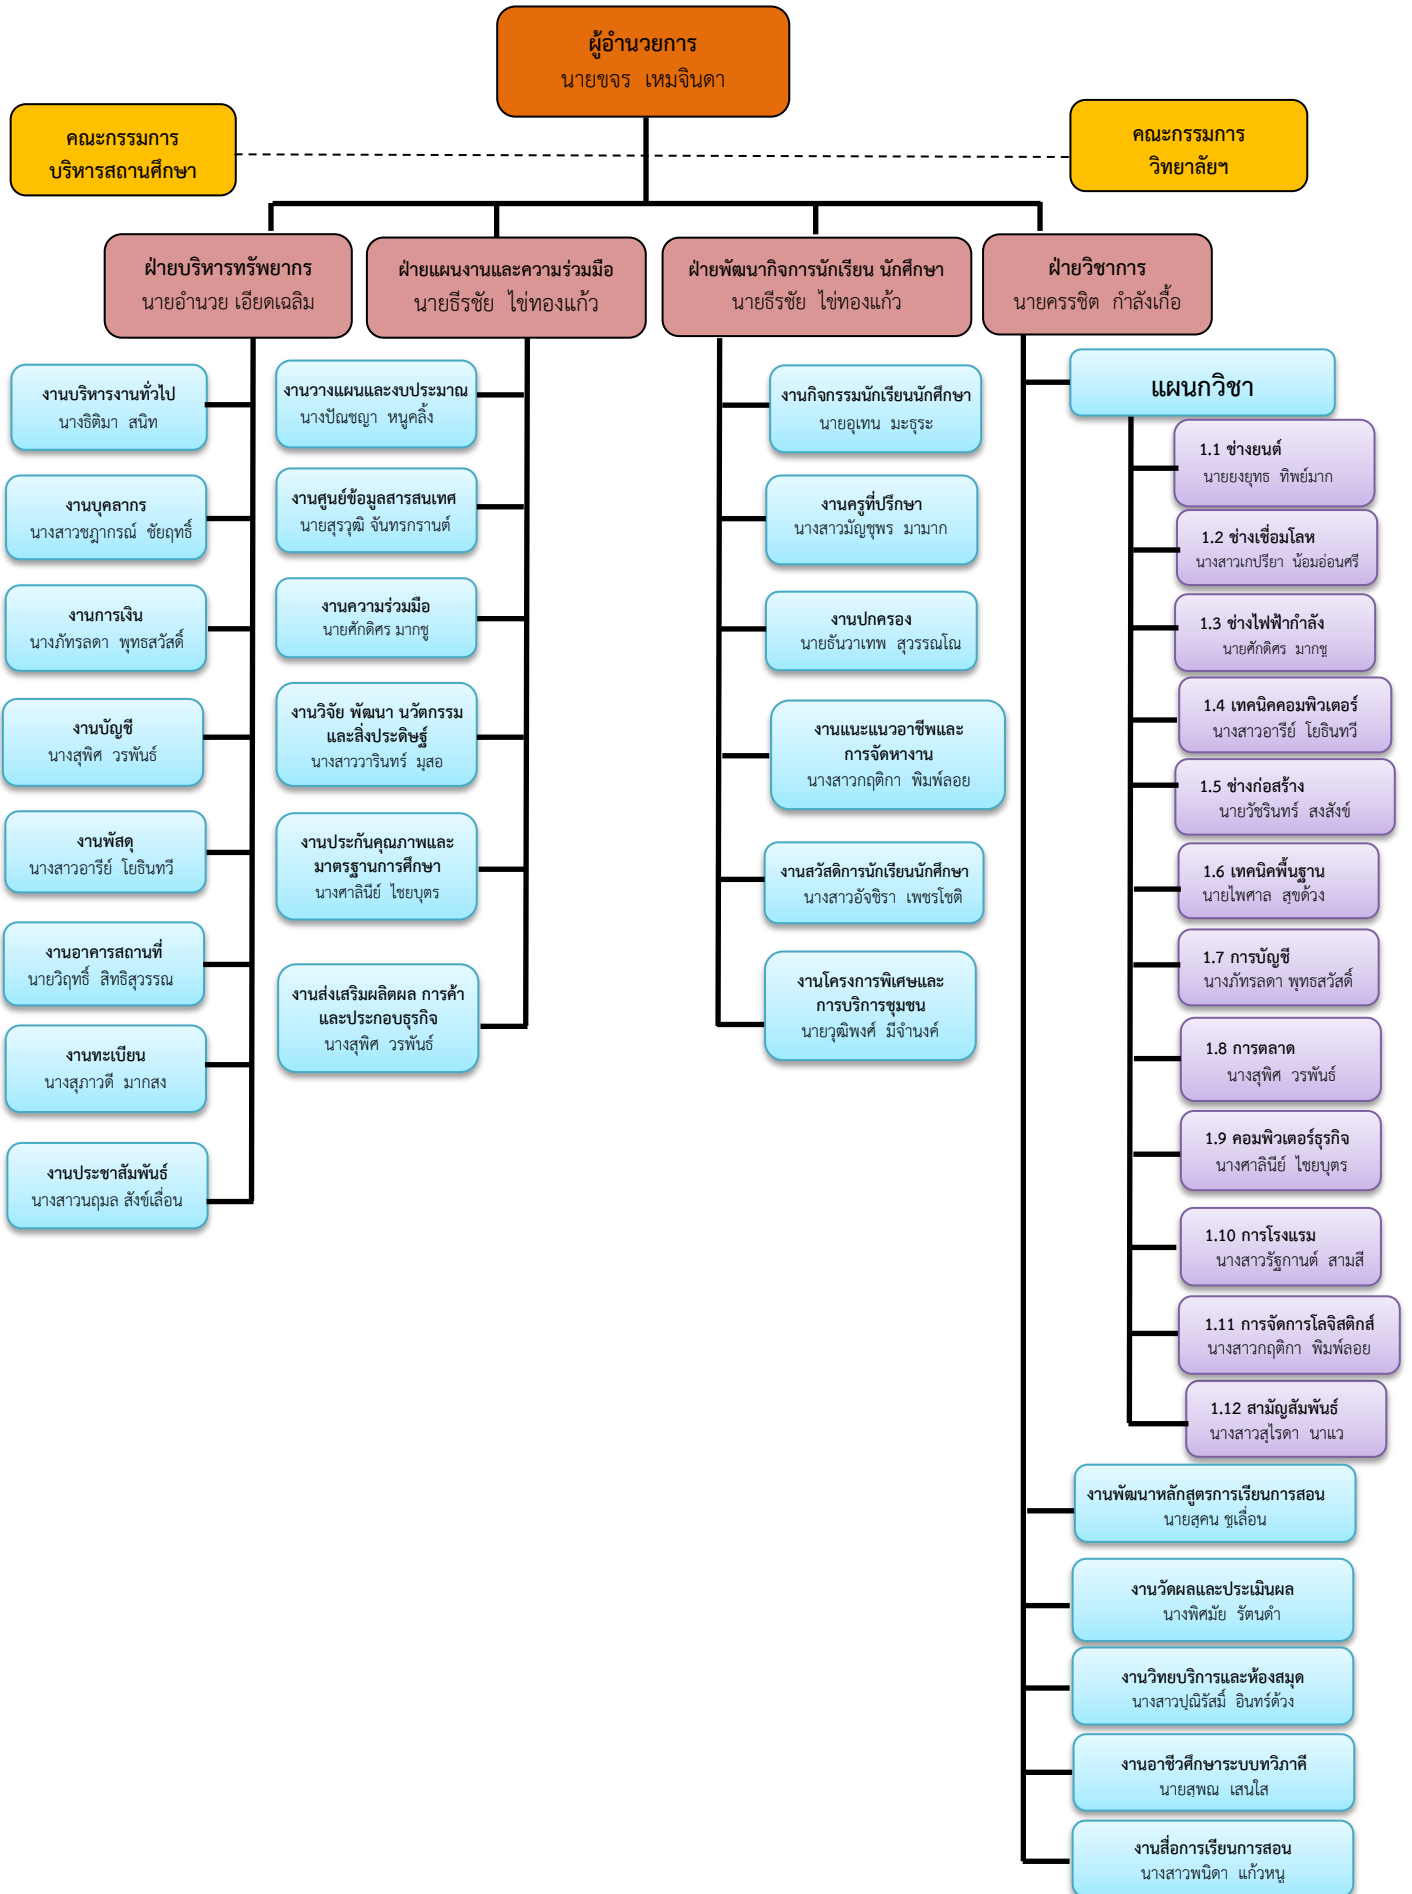 ผู้อำนวยการ
นายขจร เหมจินดา
คณะกรรมการ
บริหารสถานศึกษา
คณะกรรมการ
วิทยาลัยฯ
ฝ่ายบริหารทรัพยากร
นายอำนวย เอียดเฉลิม
ฝ่ายแผนงานและความร่วมมือ
นายธีรชัย ไข่ทองแก้ว
ฝ่ายพัฒนากิจการนักเรียน นักศึกษา
นายธีรชัย ไข่ทองแก้ว
ฝ่ายวิชาการ
นายครรชิต กำลังเกื้อ
งานบริหารงานทั่วไป
นางธิติมา สนิท
งานบุคลากร
นางสาวชฎากรณ์ ชัยฤทธิ์
งานการเงิน
นางภัทรลดา พุทธสวัสดิ์
งานบัญชี
นางสุพิศ วรพันธ์
งานพัสดุ
นางสาวอารีย์ โยธินทวี
งานอาคารสถานที่
นายวิฤทธิ์ สิทธิสุวรรณ
งานทะเบียน
นางสุภาวดี มากสง
งานประชาสัมพันธ์
นางสาวนฤมล สังข์เลื่อน
งานวางแผนและงบประมาณ
นางปัณชญา หนูคลิ้ง
งานศูนย์ข้อมูลสารสนเทศ
นายสุรวุฒิ จันทรกรานต์
งานความร่วมมือ
นายศักดิศร มากชู
งานวิจัย พัฒนา นวัตกรรม
และสิ่งประดิษฐ์
นางสาววารินทร์ มุสอ
งานประกันคุณภาพและ
มาตรฐานการศึกษา
นางศาลินีย์ ไชยบุตร
งานส่งเสริมผลิตผล การค้า
และประกอบธุรกิจ
นางสุพิศ วรพันธ์
งานกิจกรรมนักเรียนนักศึกษา
นายอุเทน มะธุระ
งานครูที่ปรึกษา
นางสาวมัญชุพร มามาก
งานปกครอง
นายธันวาเทพ สุวรรณโณ
งานแนะแนวอาชีพและ
การจัดหางาน
นางสาวกฤติกา พิมพ์ลอย
งานสวัสดิการนักเรียนนักศึกษา
นางสาวอัจชิรา เพชรโชติ
งานโครงการพิเศษและ
การบริการชุมชน
นายวุฒิพงศ์ มีจำนงค์
แผนกวิชา
1.1 ช่างยนต์
นายยงยุทธ ทิพย์มาก
1.2 ช่างเชื่อมโลห
นางสาวเกปรียา น้อมอ่อนศรี
1.3 ช่างไฟฟ้ากำลัง
นายศักดิศร มากชู
1.4 เทคนิคคอมพิวเตอร์
นางสาวอารีย์ โยธินทวี
1.5 ช่างก่อสร้าง
นายวัชรินทร์ สงสังข์
1.6 เทคนิคพื้นฐาน
นายไพศาล สุขด้วง
1.7 การบัญชี
นางภัทรลดา พุทธสวัสดิ์
1.8 การตลาด
นางสุพิศ วรพันธ์
1.9 คอมพิวเตอร์ธุรกิจ
นางศาลินีย์ ไชยบุตร
1.10 การโรงแรม
นางสาวรัฐกานต์ สามสี
1.11 การจัดการโลจิสติกส์
นางสาวกฤติกา พิมพ์ลอย
1.12 สามัญสัมพันธ์
นางสาวสุไรดา นาแว
งานพัฒนาหลักสูตรการเรียนการสอน
นายสุคน ชูเลื่อน
งานวัดผลและประเมินผล
นางพิศมัย รัตนดำ
งานวิทยบริการและห้องสมุด
นางสาวปุณิรัสมิ์ อินทร์ด้วง
งานอาชีวศึกษาระบบทวิภาคี
นายสุพณ เสนใส
งานสื่อการเรียนการสอน
นางสาวพนิดา แก้วหนู